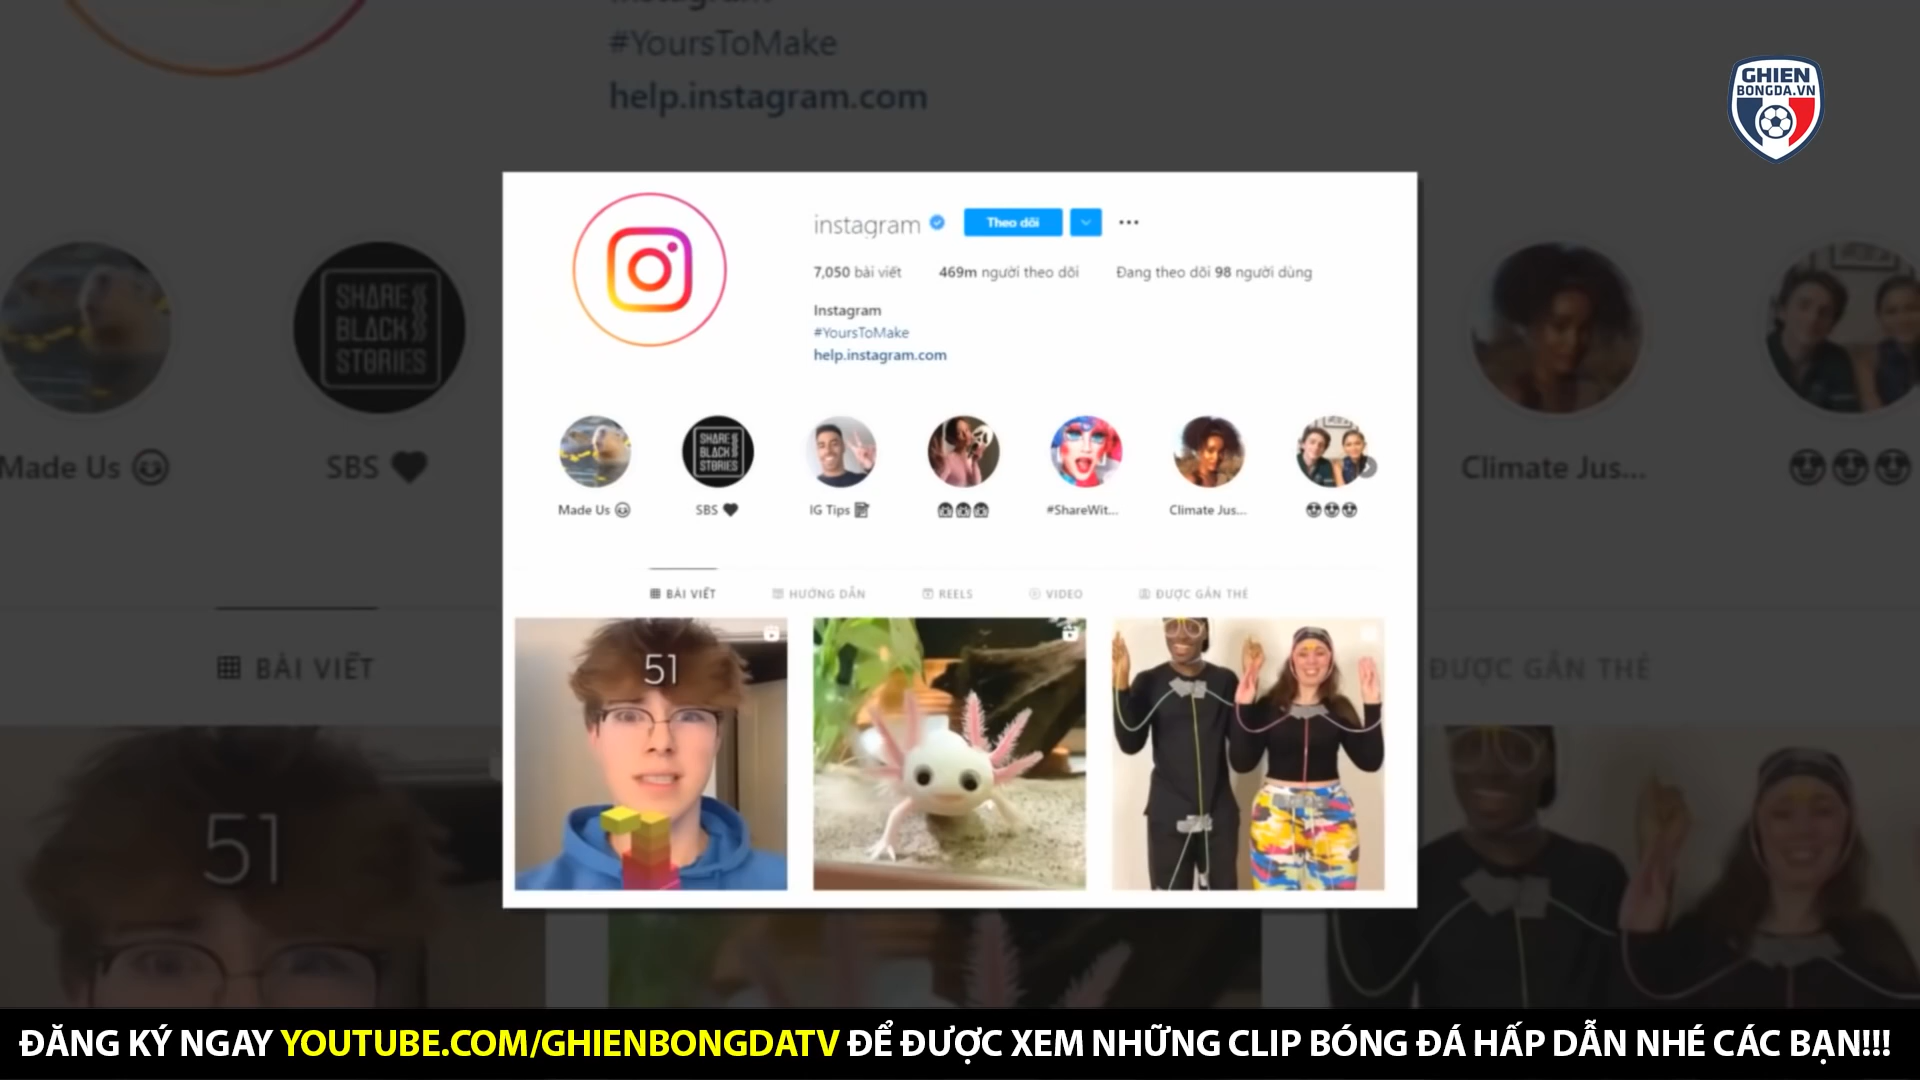 #YoursToMake
help.instagram.com
GHIEN
BONGDA.VN
instagram
Theo dõi
7,050 bài viết 469m người theo dõi Đang theo dõi 98 người dùng
Instagram
#YoursToMake
help.instagram.com
SHARE
BLACK
STORIES
Made Us
SBS
Climate Jus...
SHARE
BLACK
STORIES
Made Us
SBS
IG Tips
#ShareWit...
Climate Jus...
BÀI VIẾT
HƯỚNG DẪN
REELS
VIDEO
ĐƯỢC GẮN THẺ
BÀI VIẾT
ĐƯỢC GẮN THẺ
51
51
ĐĂNG KÝ NGAY YOUTUBE.COM/GHIENBONGDATV ĐỂ ĐƯỢC XEM NHỮNG CLIP BÓNG ĐÁ HẤP DẪN NHÉ CÁC BẠN!!!